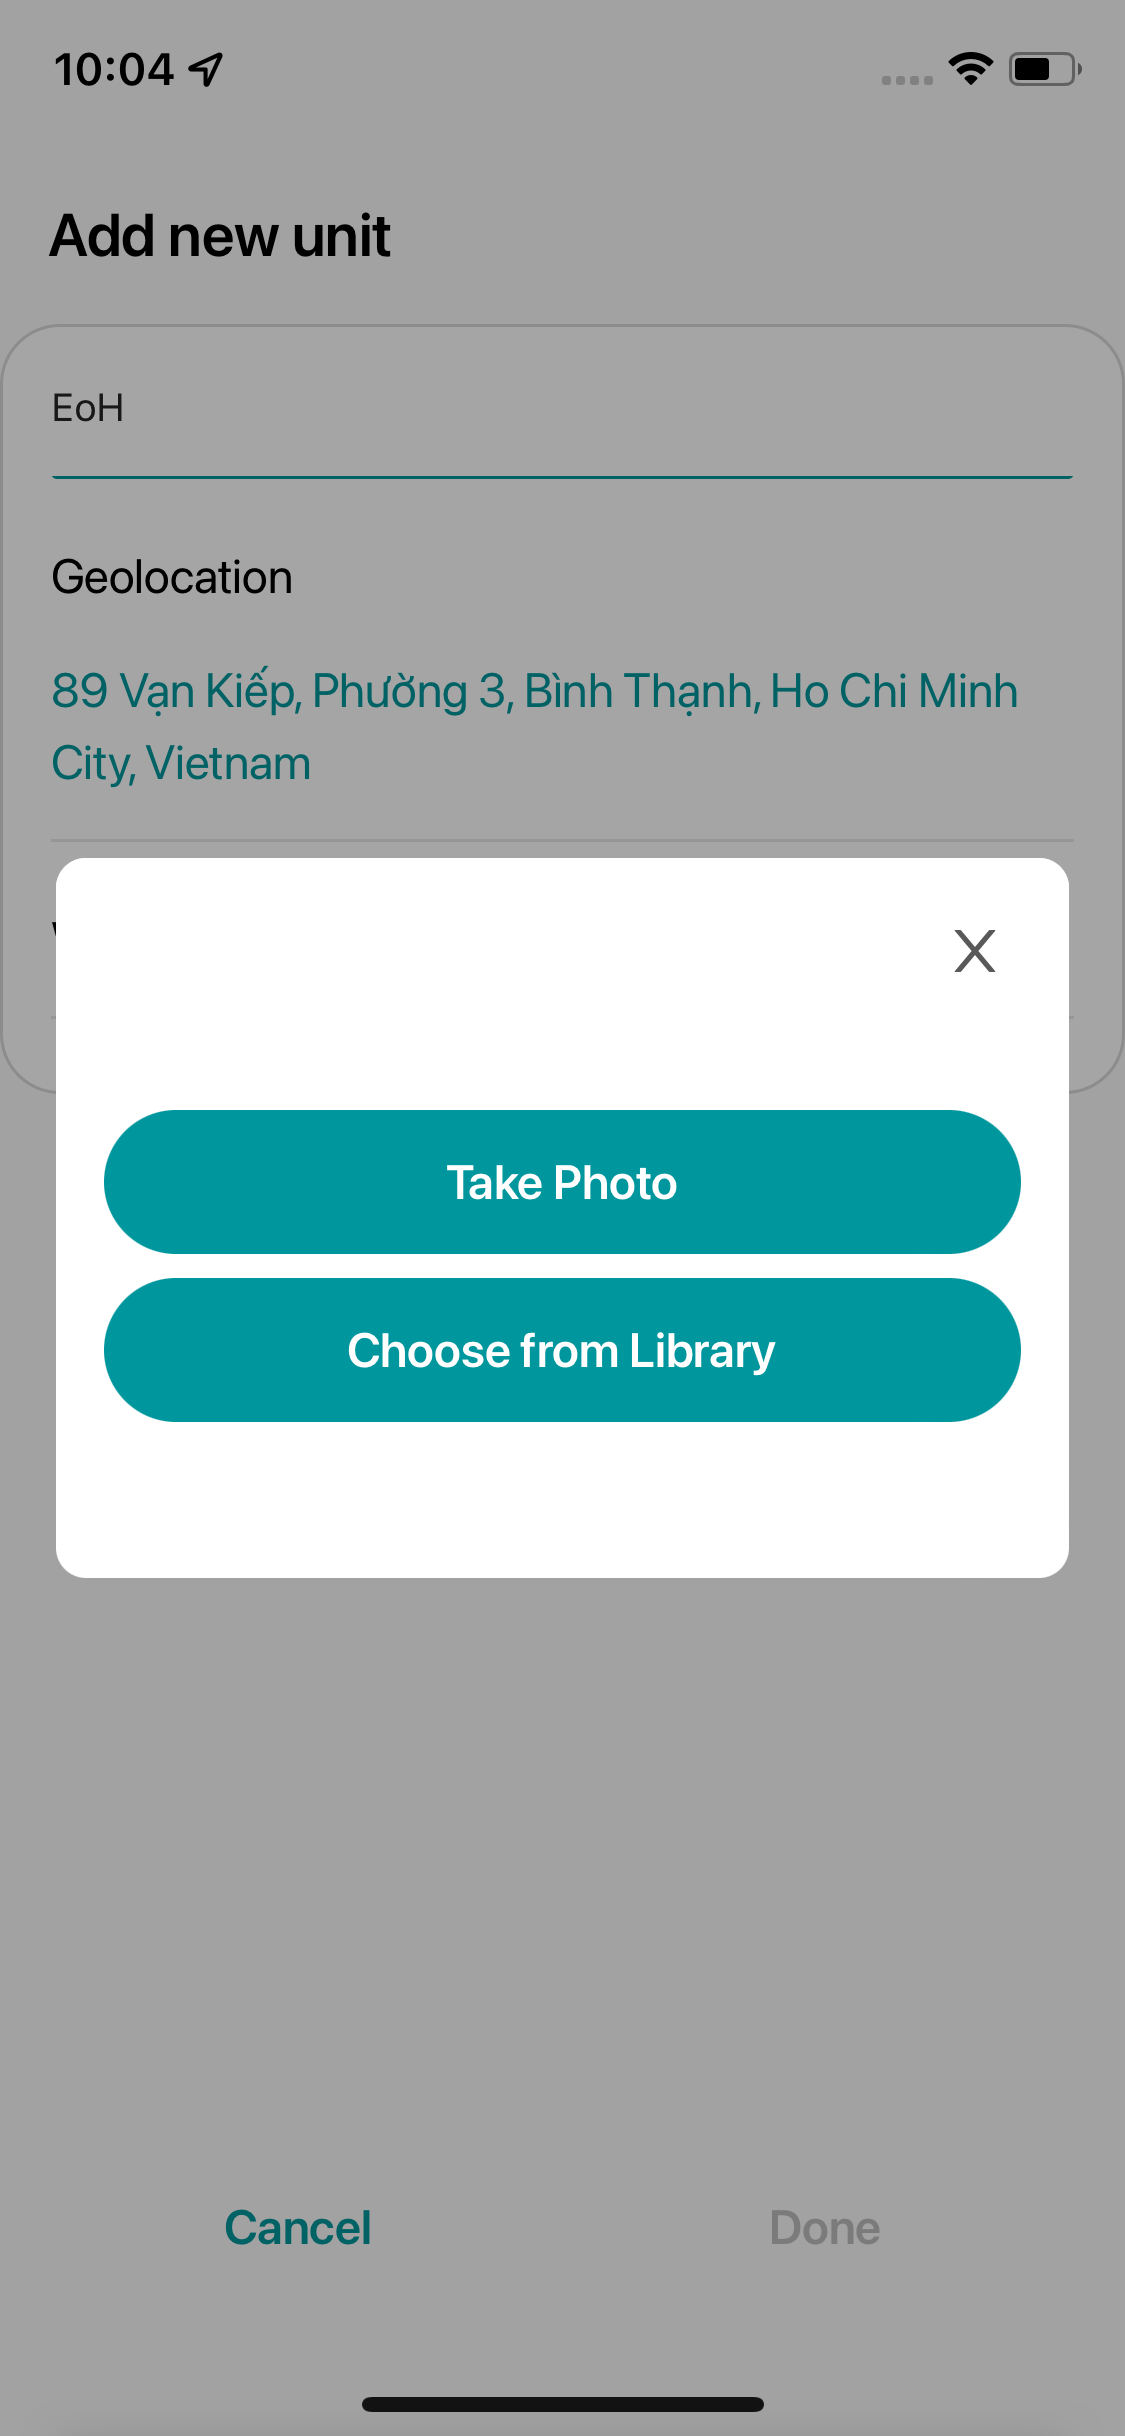 10:04
Add new unit
EoH
Geolocation
89 Vạn Kiếp, Phường 3, Bình Thạnh, Ho Chi Minh
City, Vietnam
Take Photo
Choose from Library
Cancel
Done